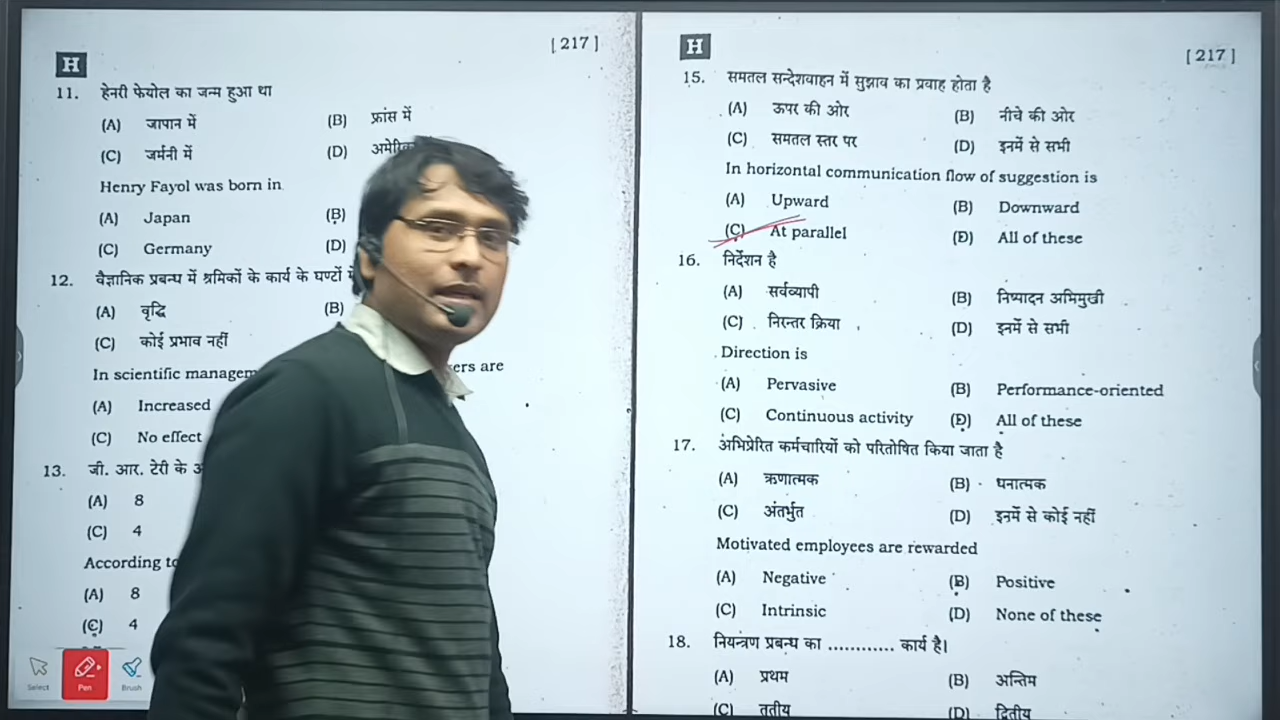 H
[ 217 ]
11. हेनरी फेयोल का जन्म हुआ था
(A) जापान में (B) फ्रांस में
(C) जर्मनी में (D)
Henry Fayol was born in
(A) Japan (B)
(C) Germany (D)
12. वैज्ञानिक प्रबन्ध में श्रमिकों के कार्य के घण्टों में
(A) वृद्धि (B)
(C) कोई प्रभाव नहीं
In scientific are
(A) Increased
(C) No effect
13. जी. आर. टेरी के
(A) 8
(C) 4
According to
(A) 8
(C) 4
Select Pen Brush
H
[ 217 ]
15. समतल सन्देशवाहन में सुझाव का प्रवाह होता है
(A) ऊपर की ओर (B) नीचे की ओर
(C) समतल स्तर पर (D) इनमें से सभी
In horizontal communication flow of suggestion is
(A) Upward (B) Downward
(C) At parallel (D) All of these
16. निर्देशन है
(A) सर्वव्यापी (B) निष्पादन अभिमुखी
(C) निरन्तर क्रिया (D) इनमें से सभी
Direction is
(A) Pervasive (B) Performance-oriented
(C) Continuous activity (D) All of these
17. अभिप्रेरित कर्मचारियों को परितोषित किया जाता है
(A) ऋणात्मक (B) धनात्मक
(C) अंतर्भुत (D) इनमें से कोई नहीं
Motivated employees are rewarded
(A) Negative (B) Positive
(C) Intrinsic (D) None of these
18. नियन्त्रण प्रबन्ध का ............ कार्य है।
(A) प्रथम (B) अन्तिम
(C) तृतीय (D) द्वितीय